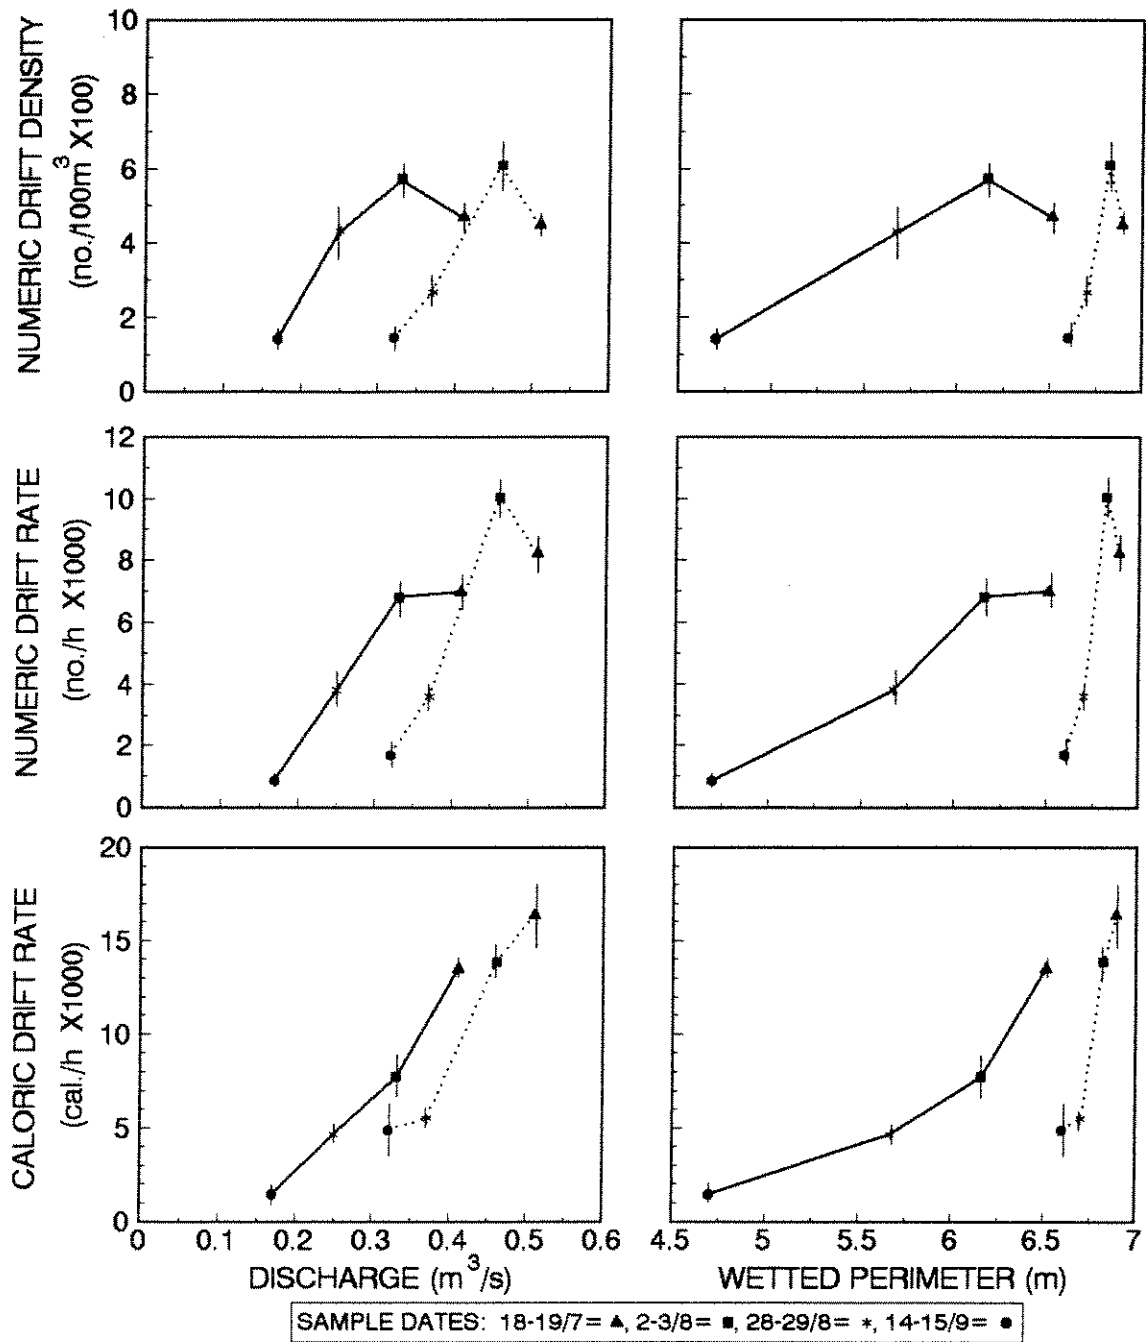 NUMERIC DRIFT DENSITY
(no./100m³ X100)
10
8
6
4
2
0
NUMERIC DRIFT RATE
(no./h X1000)
12
10
8
6
4
2
0
CALORIC DRIFT RATE
(cal./h X1000)
20
15
10
5
0
0 0.1 0.2 0.3 0.4 0.5 0.6
DISCHARGE (m³/s)
4.5 5 5.5 6 6.5 7
WETTED PERIMETER (m)
SAMPLE DATES: 18-19/7= ▲, 2-3/8= ■, 28-29/8= *, 14-15/9= ●